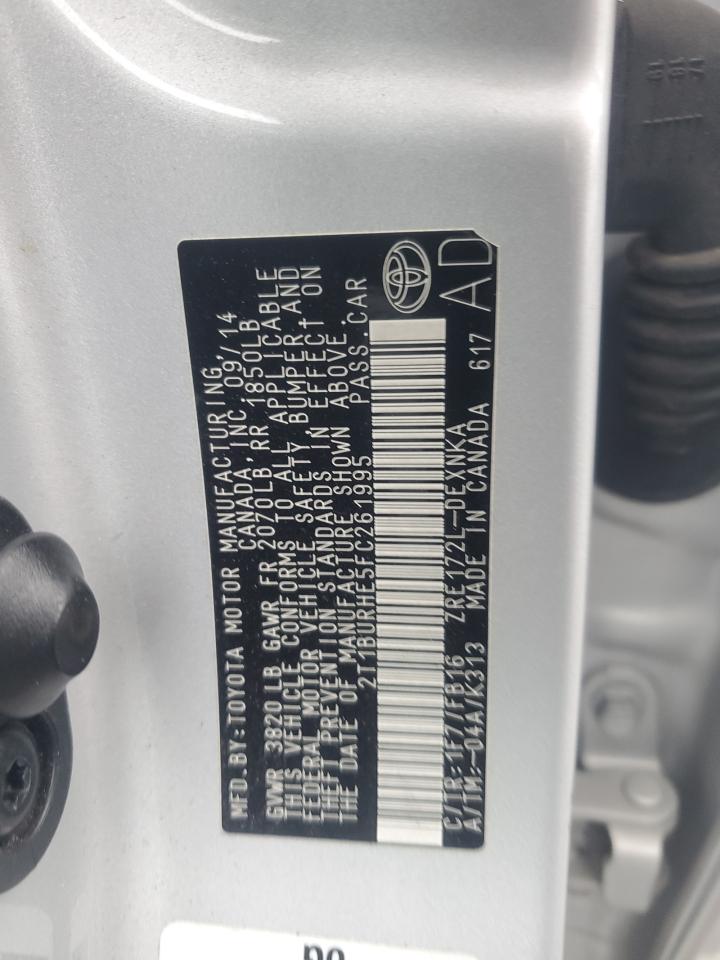 MFD.BY:TOYOTA MOTOR MANUFACTURING,
CANADA,INC. 09/14
GVWR 3820 LB GAWR FR 2070LB,RR 1850LB
THIS VEHICLE CONFORMS TO ALL APPLICABLE
FEDERAL MOTOR VEHICLE SAFETY,BUMPER,AND
THEFT PREVENTION STANDARDS IN EFFECT ON
THE DATE OF MANUFACTURE SHOWN ABOVE.
2T1BURHE5FC261995 PASS.CAR
C/TR:1F7/FB16 ZRE172L-DEXNKA
A/TM:-04A/K313 MADE IN CANADA 617
AD